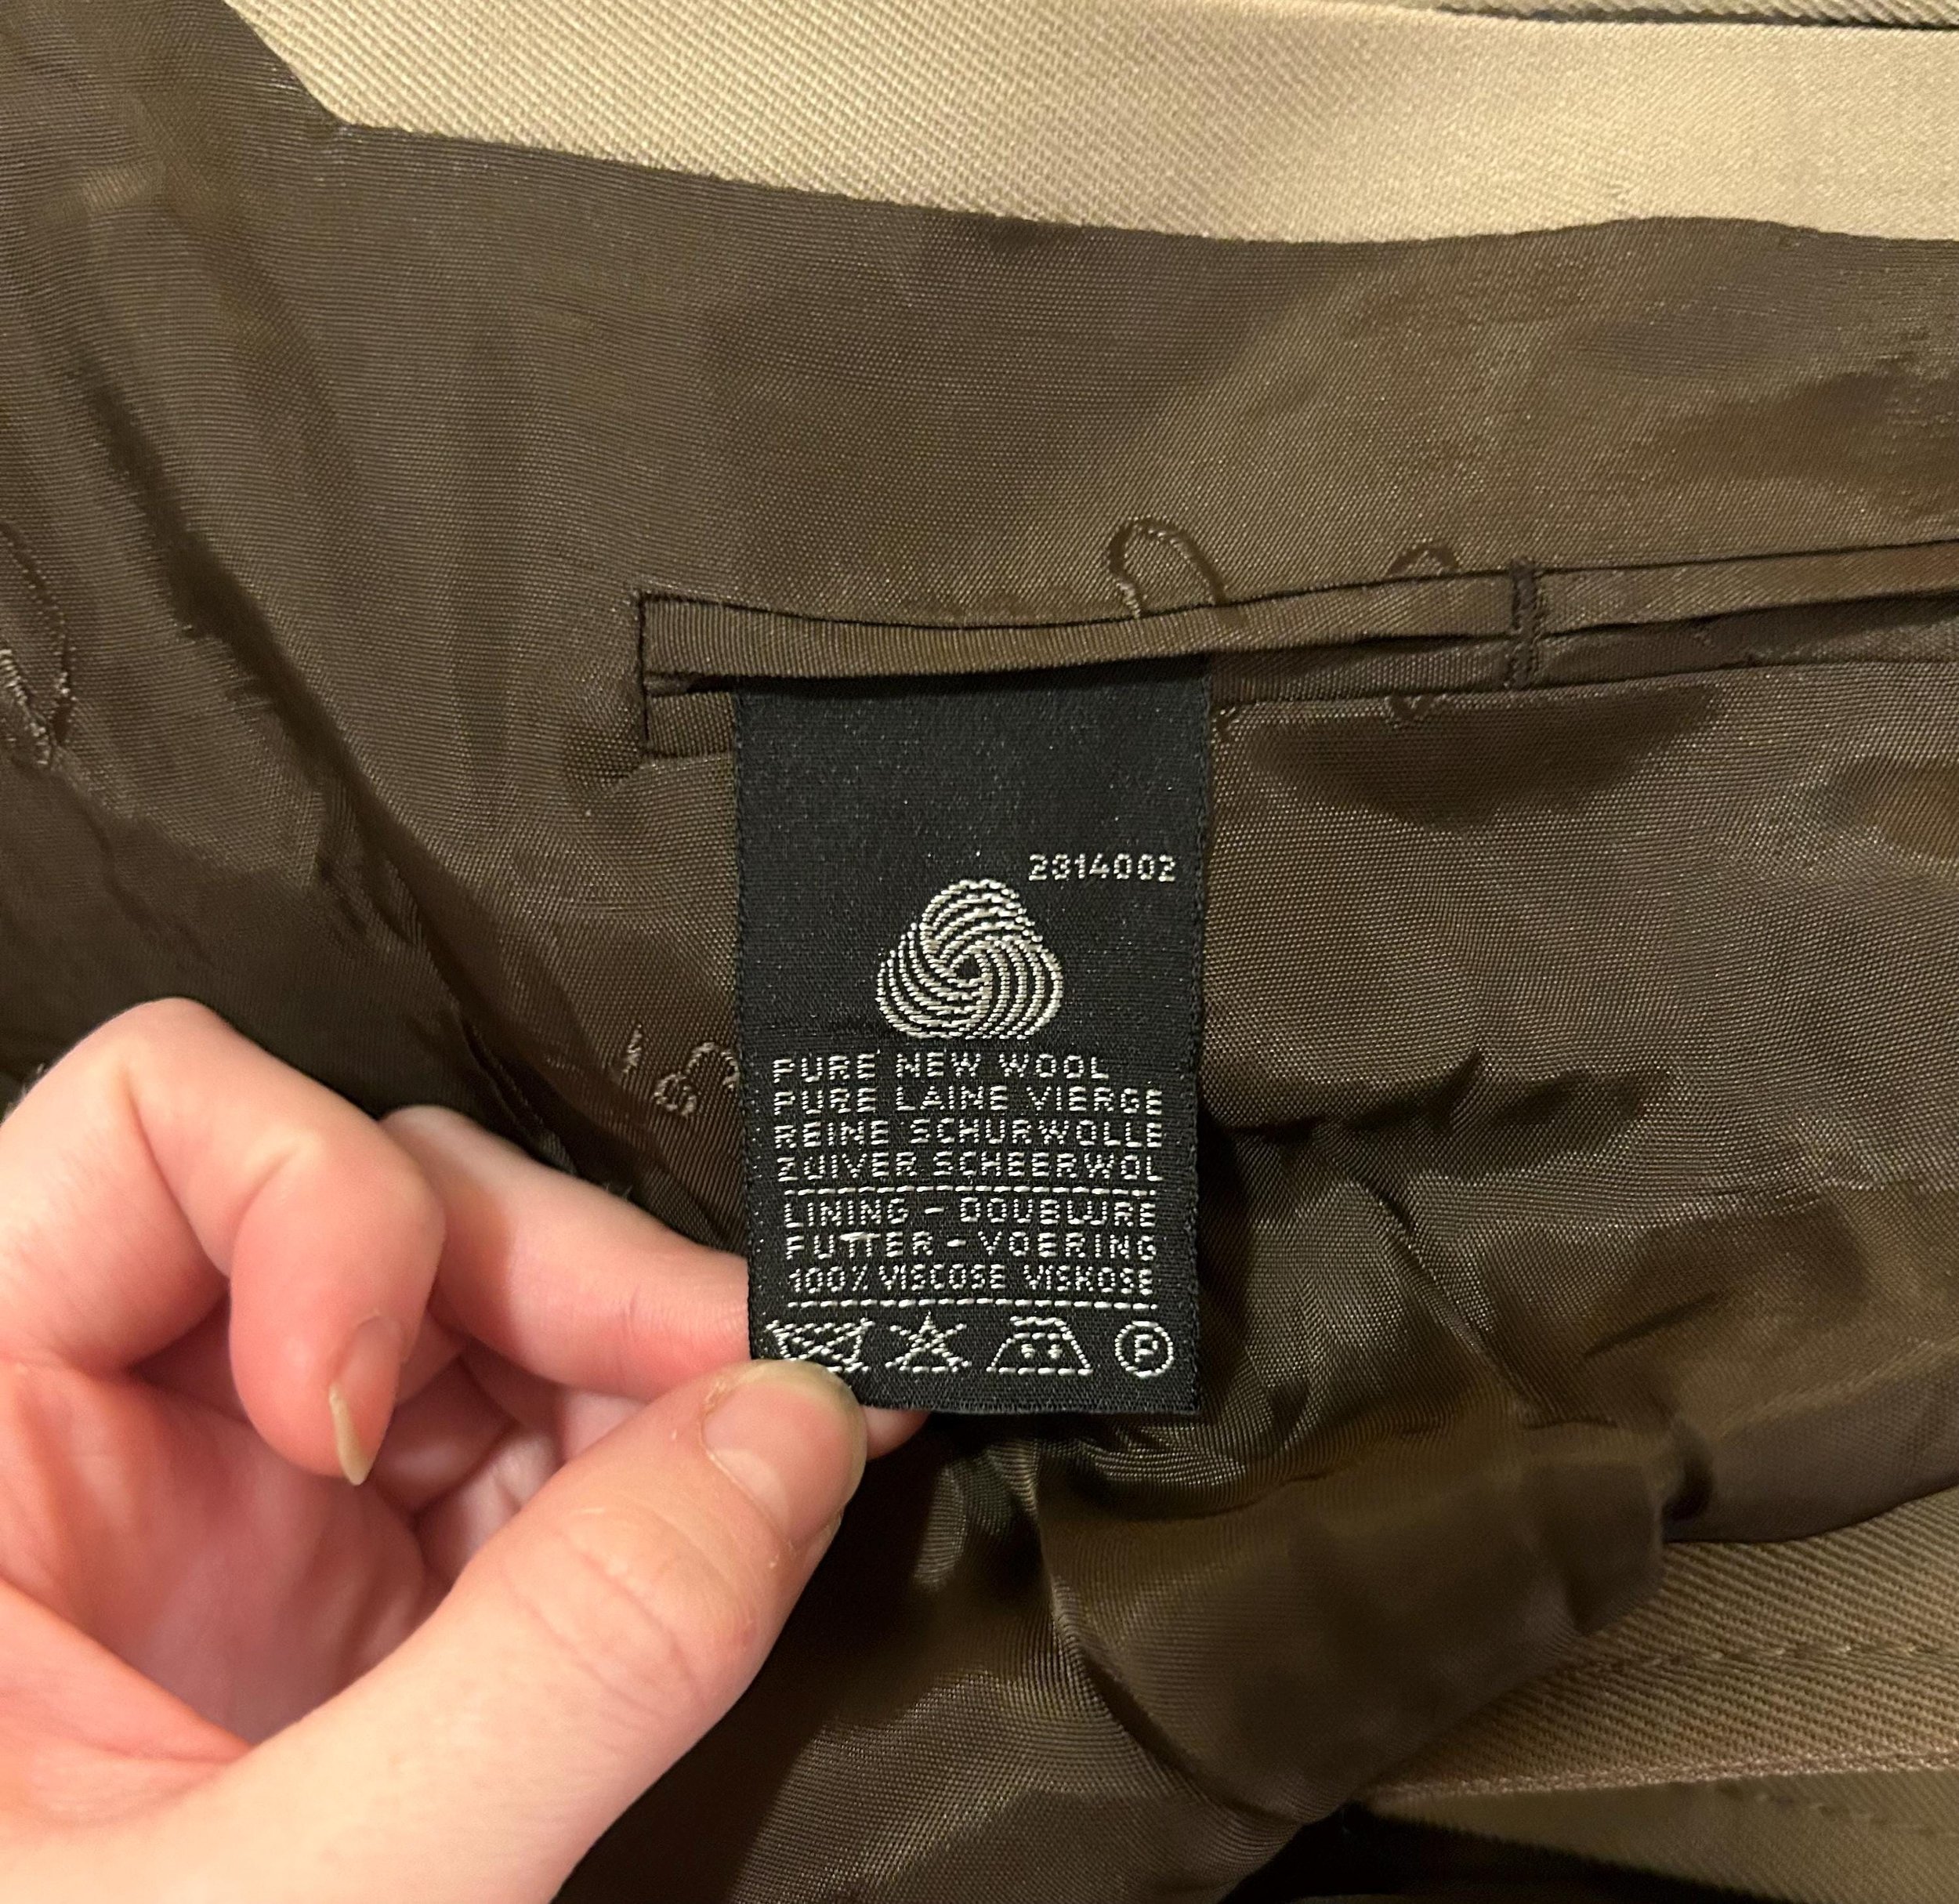 2314002
PURE NEW WOOL
PURE LAINE VIERGE
REINE SCHURWOLLE
ZUIVER SCHEERWOL
LINING - DOUBLURE
FUTTER - VOERING
100% VISCOSE VISKOSE
P